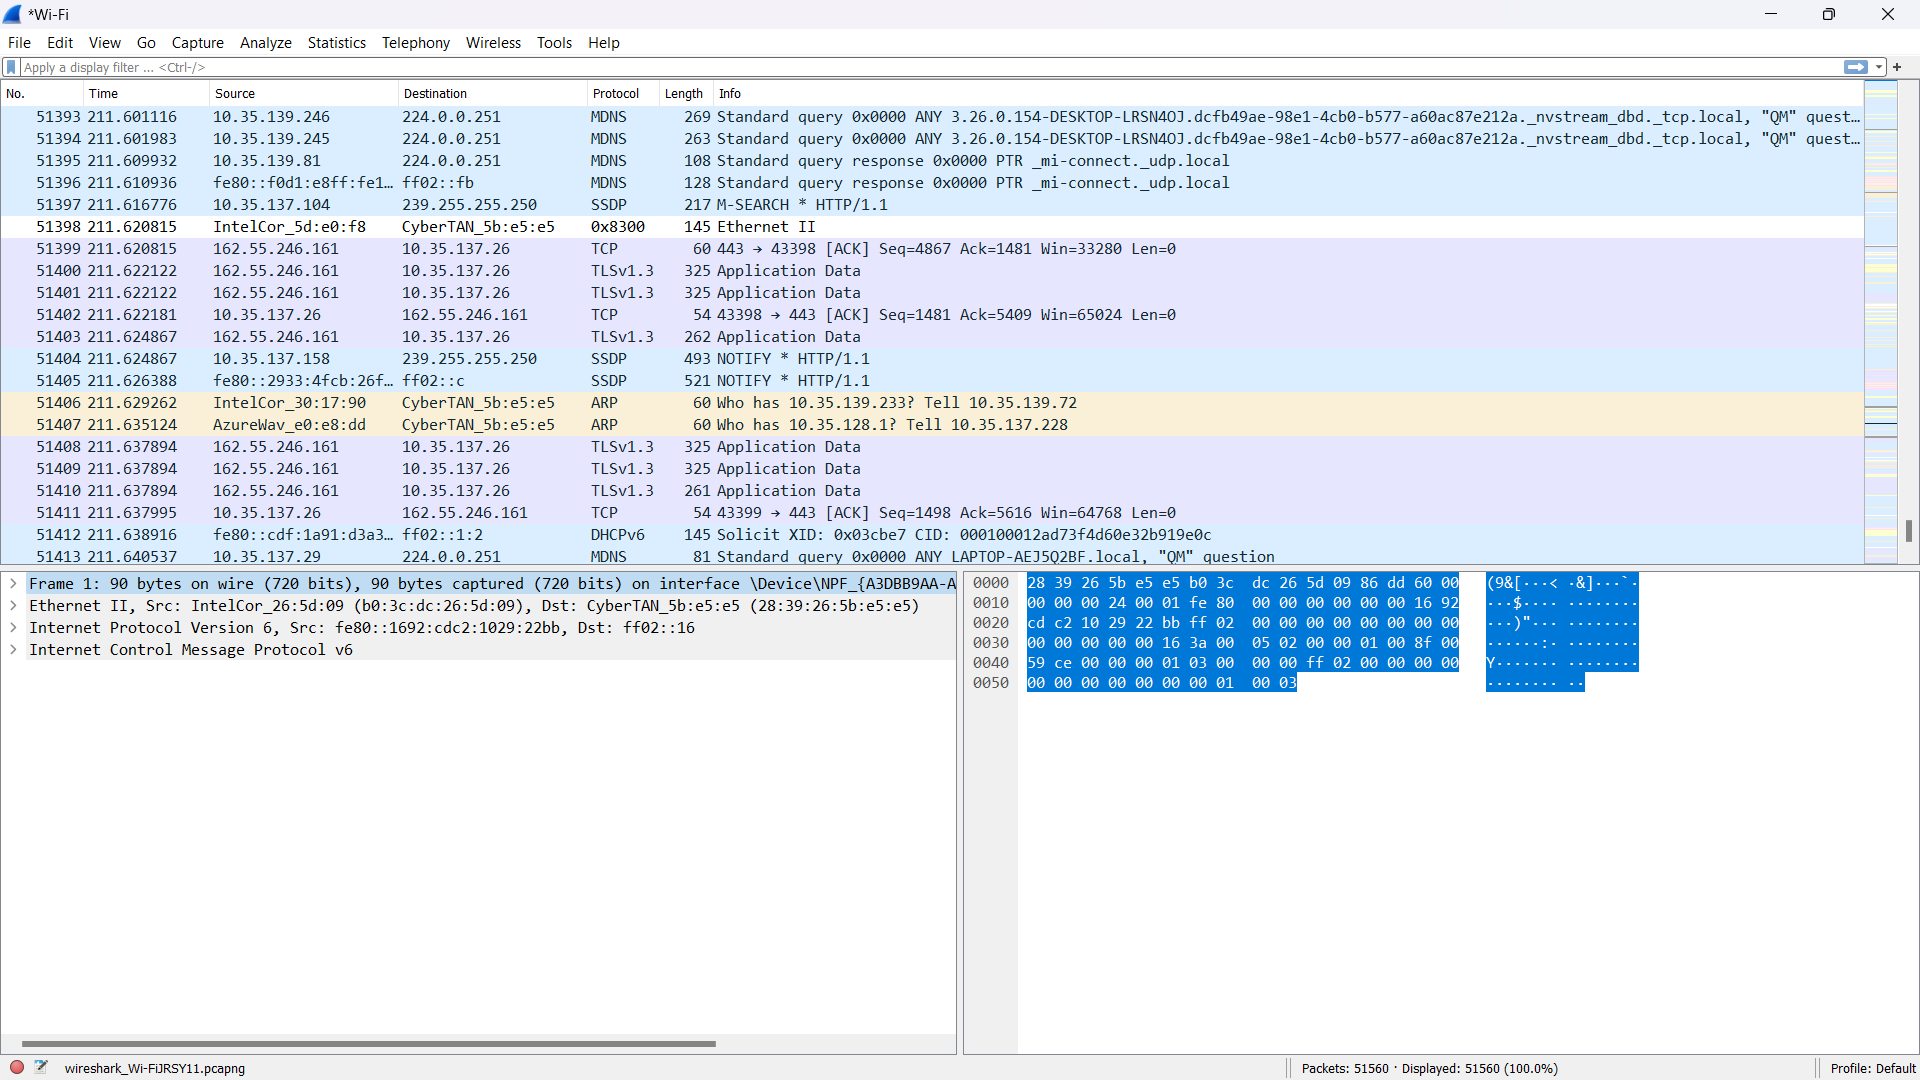 *Wi-Fi
File Edit View Go Capture Analyze Statistics Telephony Wireless Tools Help
Apply a display filter ... <Ctrl-/>
No. Time Source Destination Protocol Length Info
51393 211.601116 10.35.139.246 224.0.0.251 MDNS 269 Standard query 0x0000 ANY 3.26.0.154-DESKTOP-LRSN4OJ.dcfb49ae-98e1-4cb0-b577-a60ac87e212a._nvstream_dbd._tcp.local, "QM" quest…
51394 211.601983 10.35.139.245 224.0.0.251 MDNS 263 Standard query 0x0000 ANY 3.26.0.154-DESKTOP-LRSN4OJ.dcfb49ae-98e1-4cb0-b577-a60ac87e212a._nvstream_dbd._tcp.local, "QM" quest…
51395 211.609932 10.35.139.81 224.0.0.251 MDNS 108 Standard query response 0x0000 PTR _mi-connect._udp.local
51396 211.610936 fe80::f0d1:e8ff:fe1… ff02::fb MDNS 128 Standard query response 0x0000 PTR _mi-connect._udp.local
51397 211.616776 10.35.137.104 239.255.255.250 SSDP 217 M-SEARCH * HTTP/1.1
51398 211.620815 IntelCor_5d:e0:f8 CyberTAN_5b:e5:e5 0x8300 145 Ethernet II
51399 211.620815 162.55.246.161 10.35.137.26 TCP 60 443 → 43398 [ACK] Seq=4867 Ack=1481 Win=33280 Len=0
51400 211.622122 162.55.246.161 10.35.137.26 TLSv1.3 325 Application Data
51401 211.622122 162.55.246.161 10.35.137.26 TLSv1.3 325 Application Data
51402 211.622181 10.35.137.26 162.55.246.161 TCP 54 43398 → 443 [ACK] Seq=1481 Ack=5409 Win=65024 Len=0
51403 211.624867 162.55.246.161 10.35.137.26 TLSv1.3 262 Application Data
51404 211.624867 10.35.137.158 239.255.255.250 SSDP 493 NOTIFY * HTTP/1.1
51405 211.626388 fe80::2933:4fcb:26f… ff02::c SSDP 521 NOTIFY * HTTP/1.1
51406 211.629262 IntelCor_30:17:90 CyberTAN_5b:e5:e5 ARP 60 Who has 10.35.139.233? Tell 10.35.139.72
51407 211.635124 AzureWav_e0:e8:dd CyberTAN_5b:e5:e5 ARP 60 Who has 10.35.128.1? Tell 10.35.137.228
51408 211.637894 162.55.246.161 10.35.137.26 TLSv1.3 325 Application Data
51409 211.637894 162.55.246.161 10.35.137.26 TLSv1.3 325 Application Data
51410 211.637894 162.55.246.161 10.35.137.26 TLSv1.3 261 Application Data
51411 211.637995 10.35.137.26 162.55.246.161 TCP 54 43399 → 443 [ACK] Seq=1498 Ack=5616 Win=64768 Len=0
51412 211.638916 fe80::cdf:1a91:d3a3… ff02::1:2 DHCPv6 145 Solicit XID: 0x03cbe7 CID: 000100012ad73f4d60e32b919e0c
51413 211.640537 10.35.137.29 224.0.0.251 MDNS 81 Standard query 0x0000 ANY LAPTOP-AEJ5Q2BF.local, "QM" question
Frame 1: 90 bytes on wire (720 bits), 90 bytes captured (720 bits) on interface \Device\NPF_{A3DBB9AA-A
Ethernet II, Src: IntelCor_26:5d:09 (b0:3c:dc:26:5d:09), Dst: CyberTAN_5b:e5:e5 (28:39:26:5b:e5:e5)
Internet Protocol Version 6, Src: fe80::1692:cdc2:1029:22bb, Dst: ff02::16
Internet Control Message Protocol v6
0000 28 39 26 5b e5 e5 b0 3c dc 26 5d 09 86 dd 60 00 (9&[···< ·&]···`·
0010 00 00 00 24 00 01 fe 80 00 00 00 00 00 00 16 92 ···$···· ········
0020 cd c2 10 29 22 bb ff 02 00 00 00 00 00 00 00 00 ···)"··· ········
0030 00 00 00 00 00 16 3a 00 05 02 00 00 01 00 8f 00 ······:· ········
0040 59 ce 00 00 00 01 03 00 00 00 ff 02 00 00 00 00 Y······· ········
0050 00 00 00 00 00 00 00 01 00 03 ········ ··
wireshark_Wi-FiJRSY11.pcapng
Packets: 51560 · Displayed: 51560 (100.0%)
Profile: Default